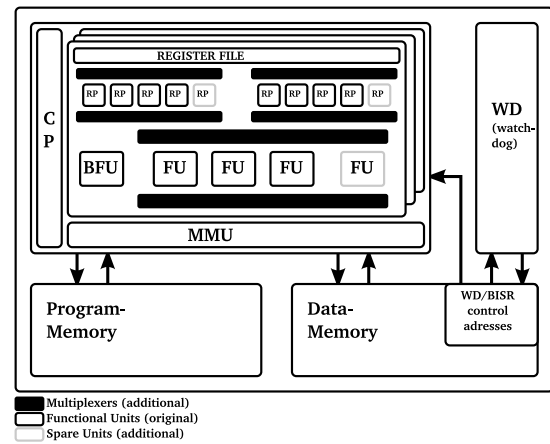 REGISTER FILE
C
P
RP RP RP RP RP RP RP RP RP RP
BFU FU FU FU FU
MMU
WD
(watch-
dog)
Program-
Memory
Data-
Memory
WD/BISR
control
adresses
Multiplexers (additional)
Functional Units (original)
Spare Units (additional)